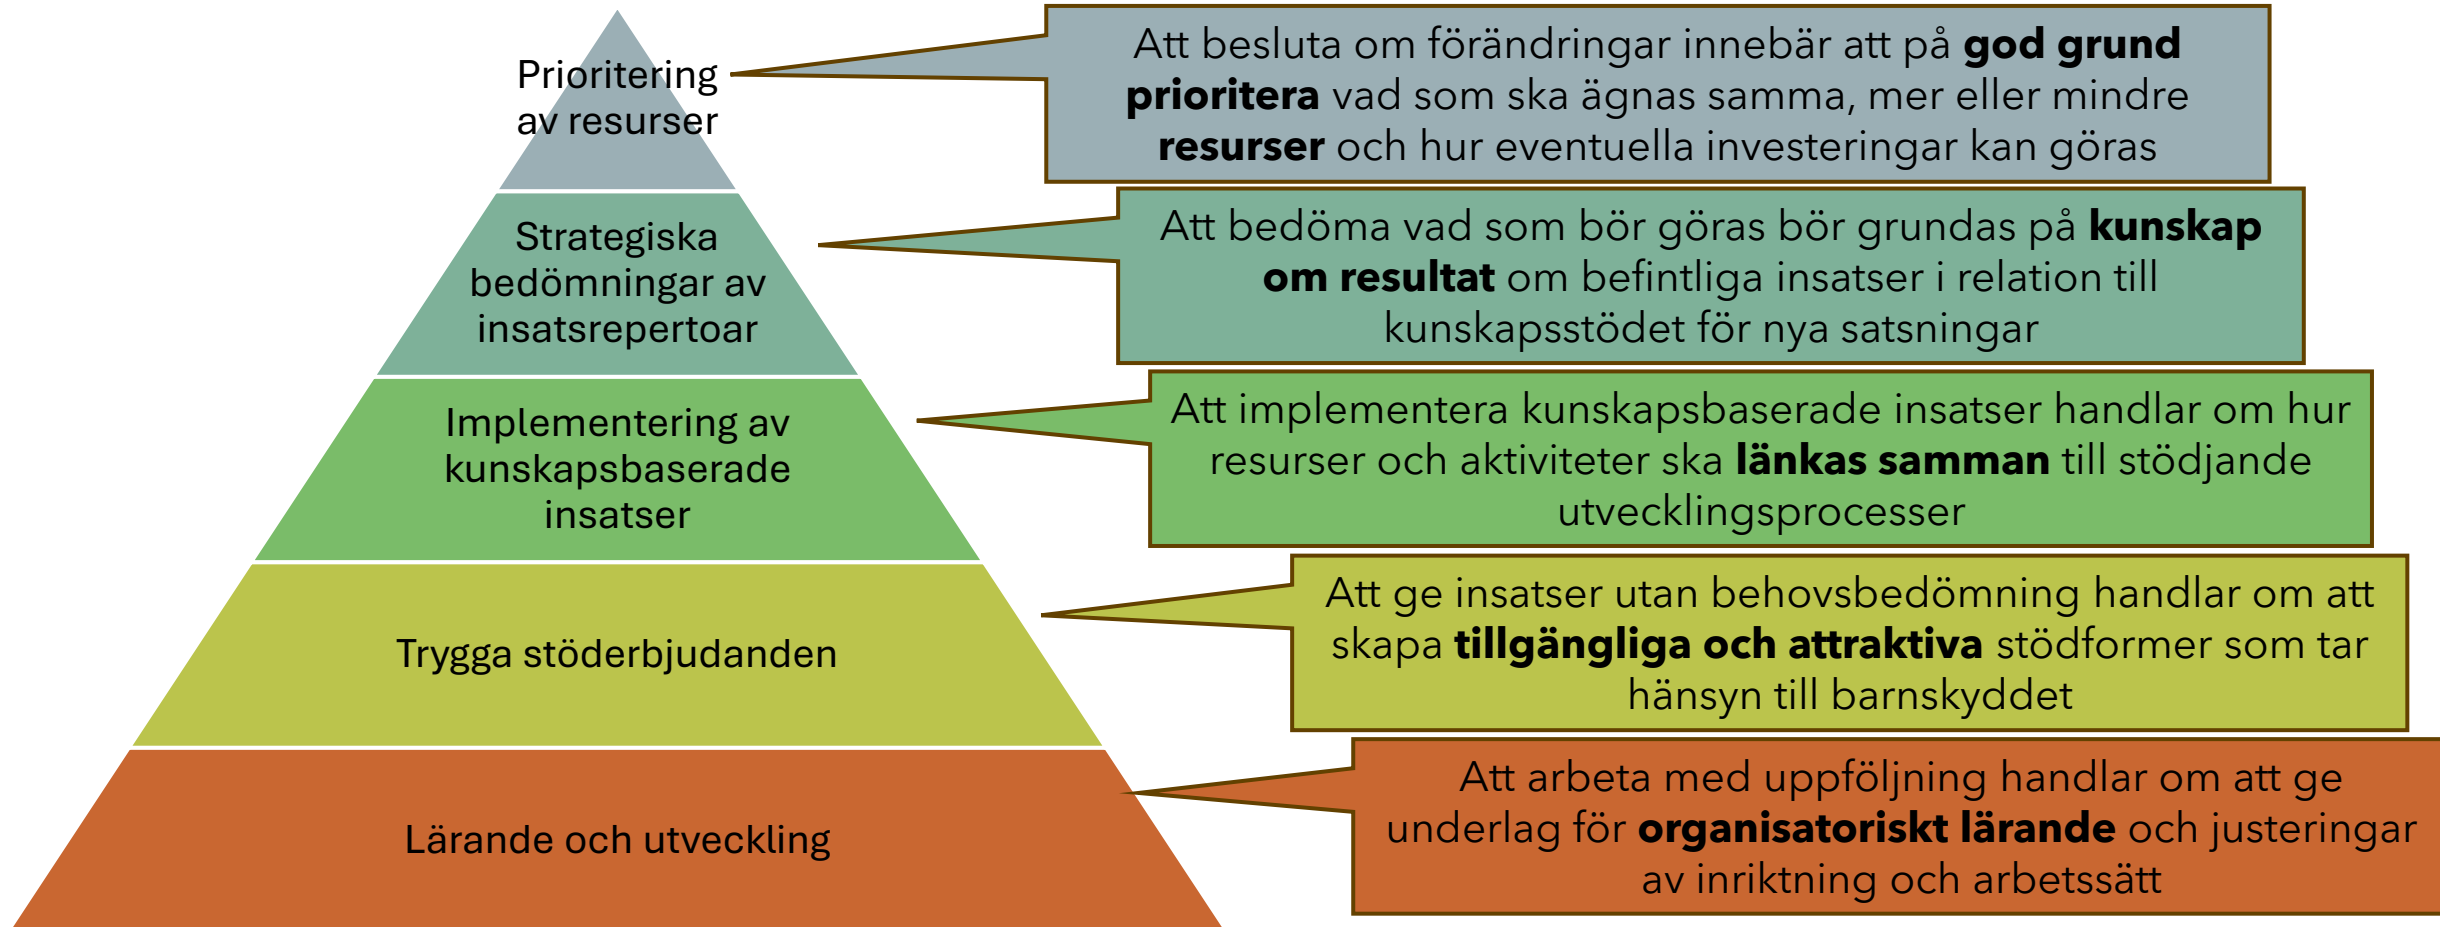 Prioritering
av resurser
Att besluta om förändringar innebär att på god grund
prioritera vad som ska ägnas samma, mer eller mindre
resurser och hur eventuella investeringar kan göras
Strategiska
bedömningar av
insatsrepertoar
Att bedöma vad som bör göras bör grundas på kunskap
om resultat om befintliga insatser i relation till
kunskapsstödet för nya satsningar
Implementering av
kunskapsbaserade
insatser
Att implementera kunskapsbaserade insatser handlar om hur
resurser och aktiviteter ska länkas samman till stödjande
utvecklingsprocesser
Trygga stöderbjudanden
Att ge insatser utan behovsbedömning handlar om att
skapa tillgängliga och attraktiva stödformer som tar
hänsyn till barnskyddet
Lärande och utveckling
Att arbeta med uppföljning handlar om att ge
underlag för organisatoriskt lärande och justeringar
av inriktning och arbetssätt